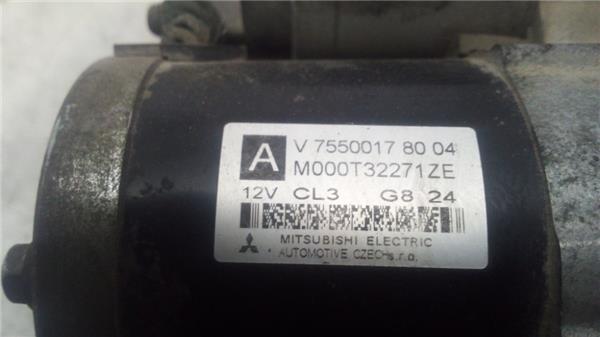 A
V 7550017 80 04
M000T32271ZE
12V CL3 G8 24
MITSUBISHI ELECTRIC
AUTOMOTIVE CZECH s.r.o.